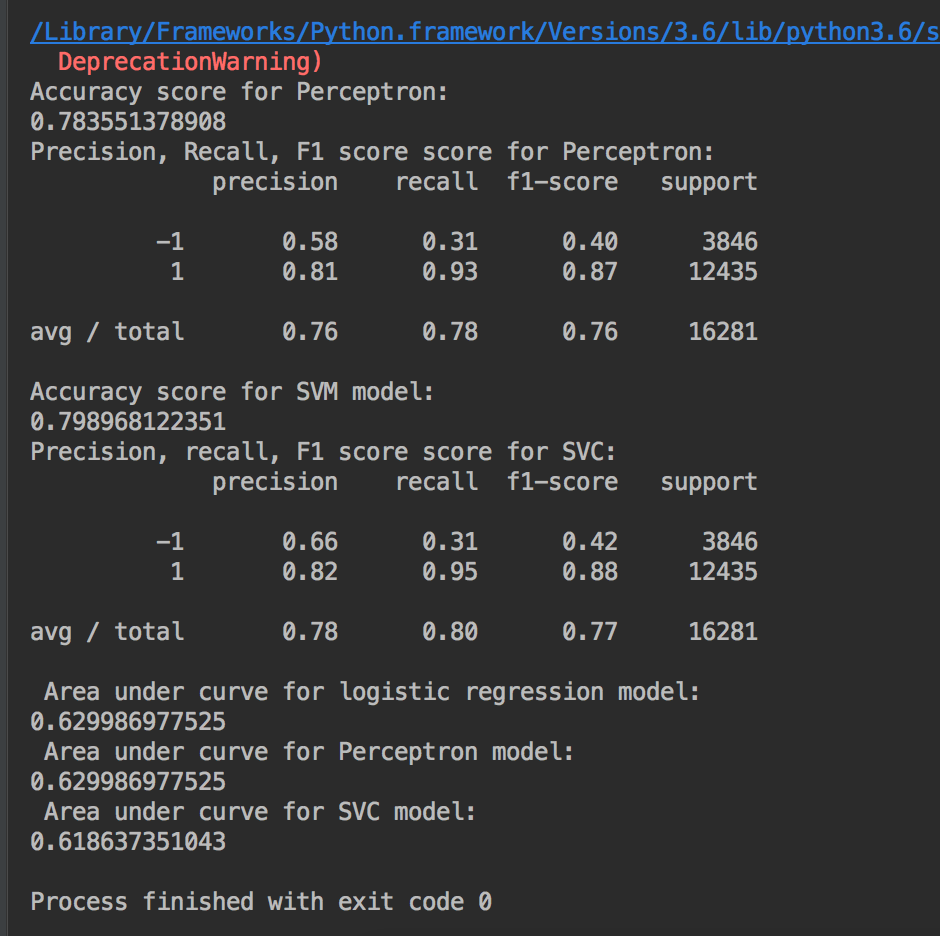 /Library/Frameworks/Python.framework/Versions/3.6/lib/python3.6/s
DeprecationWarning)
Accuracy score for Perceptron:
0.783551378908
Precision, Recall, F1 score score for Perceptron:
precision recall f1-score support
-1 0.58 0.31 0.40 3846
1 0.81 0.93 0.87 12435
avg / total 0.76 0.78 0.76 16281
Accuracy score for SVM model:
0.798968122351
Precision, recall, F1 score score for SVC:
precision recall f1-score support
-1 0.66 0.31 0.42 3846
1 0.82 0.95 0.88 12435
avg / total 0.78 0.80 0.77 16281
Area under curve for logistic regression model:
0.629986977525
Area under curve for Perceptron model:
0.629986977525
Area under curve for SVC model:
0.618637351043
Process finished with exit code 0